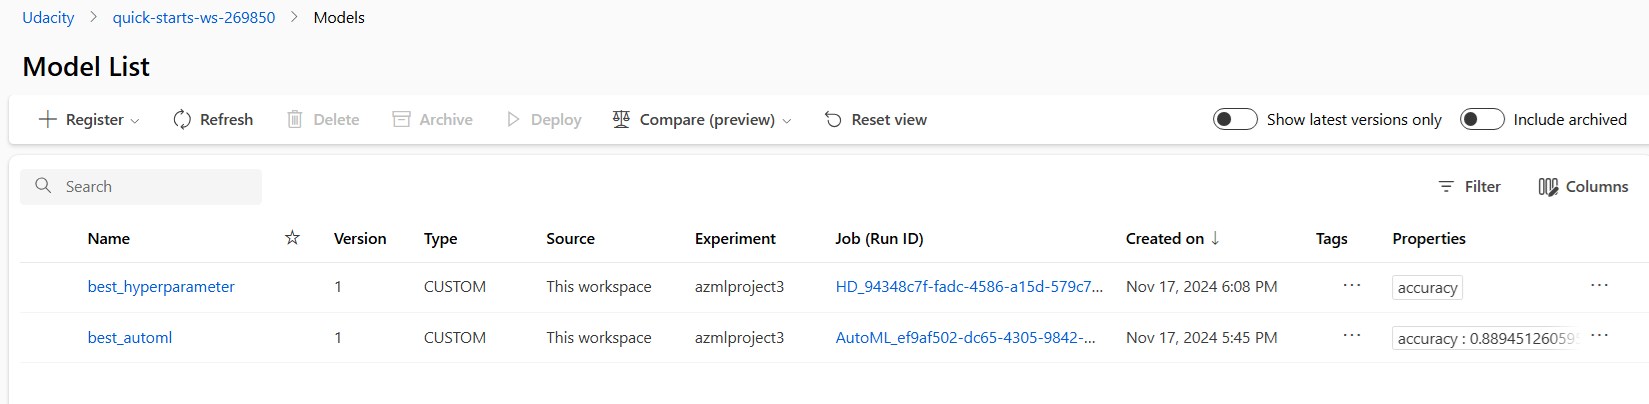 Udacity > quick-starts-ws-269850 > Models
Model List
Register Refresh Delete Archive Deploy Compare (preview) Reset view Show latest versions only Include archived
Search Filter Columns
Name Version Type Source Experiment Job (Run ID) Created on ↓ Tags Properties
best_hyperparameter 1 CUSTOM This workspace azmlproject3 HD_94348c7f-fadc-4586-a15d-579c7... Nov 17, 2024 6:08 PM ... accuracy ...
best_automl 1 CUSTOM This workspace azmlproject3 AutoML_ef9af502-dc65-4305-9842-... Nov 17, 2024 5:45 PM ... accuracy : 0.889451260595 ...